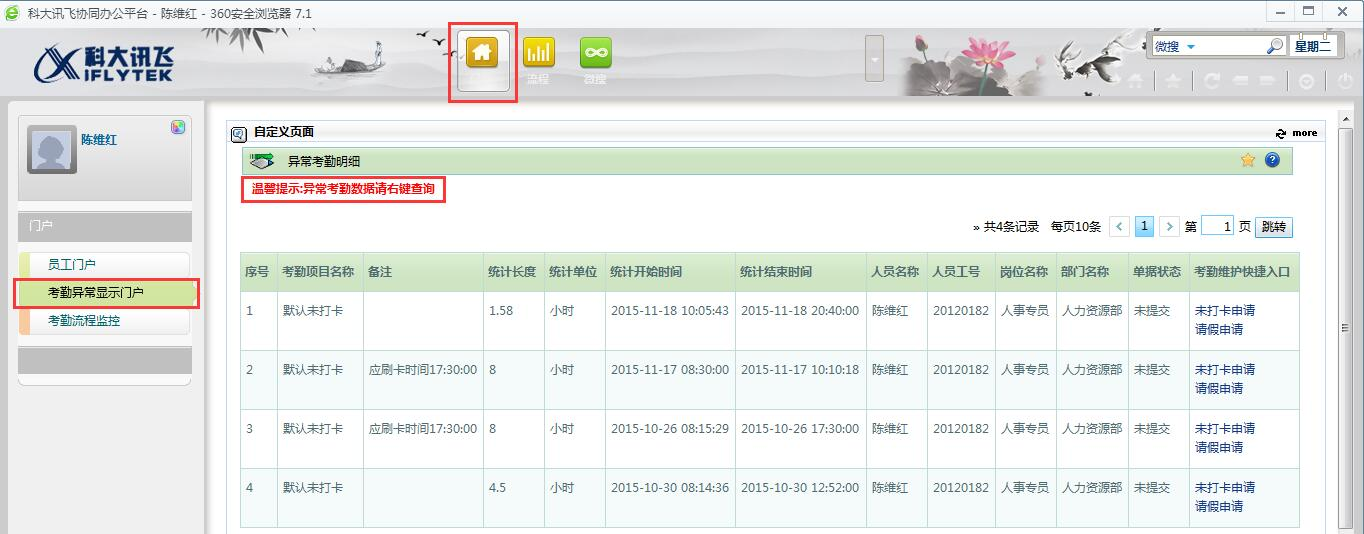 科大讯飞协同办公平台 - 陈维红 - 360安全浏览器 7.1
科大讯飞
IFLYTEK
门户
流程
微搜
微搜
星期二
陈维红
门户
员工门户
考勤异常显示门户
考勤流程监控
自定义页面
more
异常考勤明细
温馨提示:异常考勤数据请右键查询
» 共4条记录 每页10条 < 1 > 第 1 页 跳转
序号 考勤项目名称 备注 统计长度 统计单位 统计开始时间 统计结束时间 人员名称 人员工号 岗位名称 部门名称 单据状态 考勤维护快捷入口
1 默认未打卡 1.58 小时 2015-11-18 10:05:43 2015-11-18 20:40:00 陈维红 20120182 人事专员 人力资源部 未提交 未打卡申请
请假申请
2 默认未打卡 应刷卡时间17:30:00 8 小时 2015-11-17 08:30:00 2015-11-17 10:10:18 陈维红 20120182 人事专员 人力资源部 未提交 未打卡申请
请假申请
3 默认未打卡 应刷卡时间17:30:00 8 小时 2015-10-26 08:15:29 2015-10-26 17:30:00 陈维红 20120182 人事专员 人力资源部 未提交 未打卡申请
请假申请
4 默认未打卡 4.5 小时 2015-10-30 08:14:36 2015-10-30 12:52:00 陈维红 20120182 人事专员 人力资源部 未提交 未打卡申请
请假申请